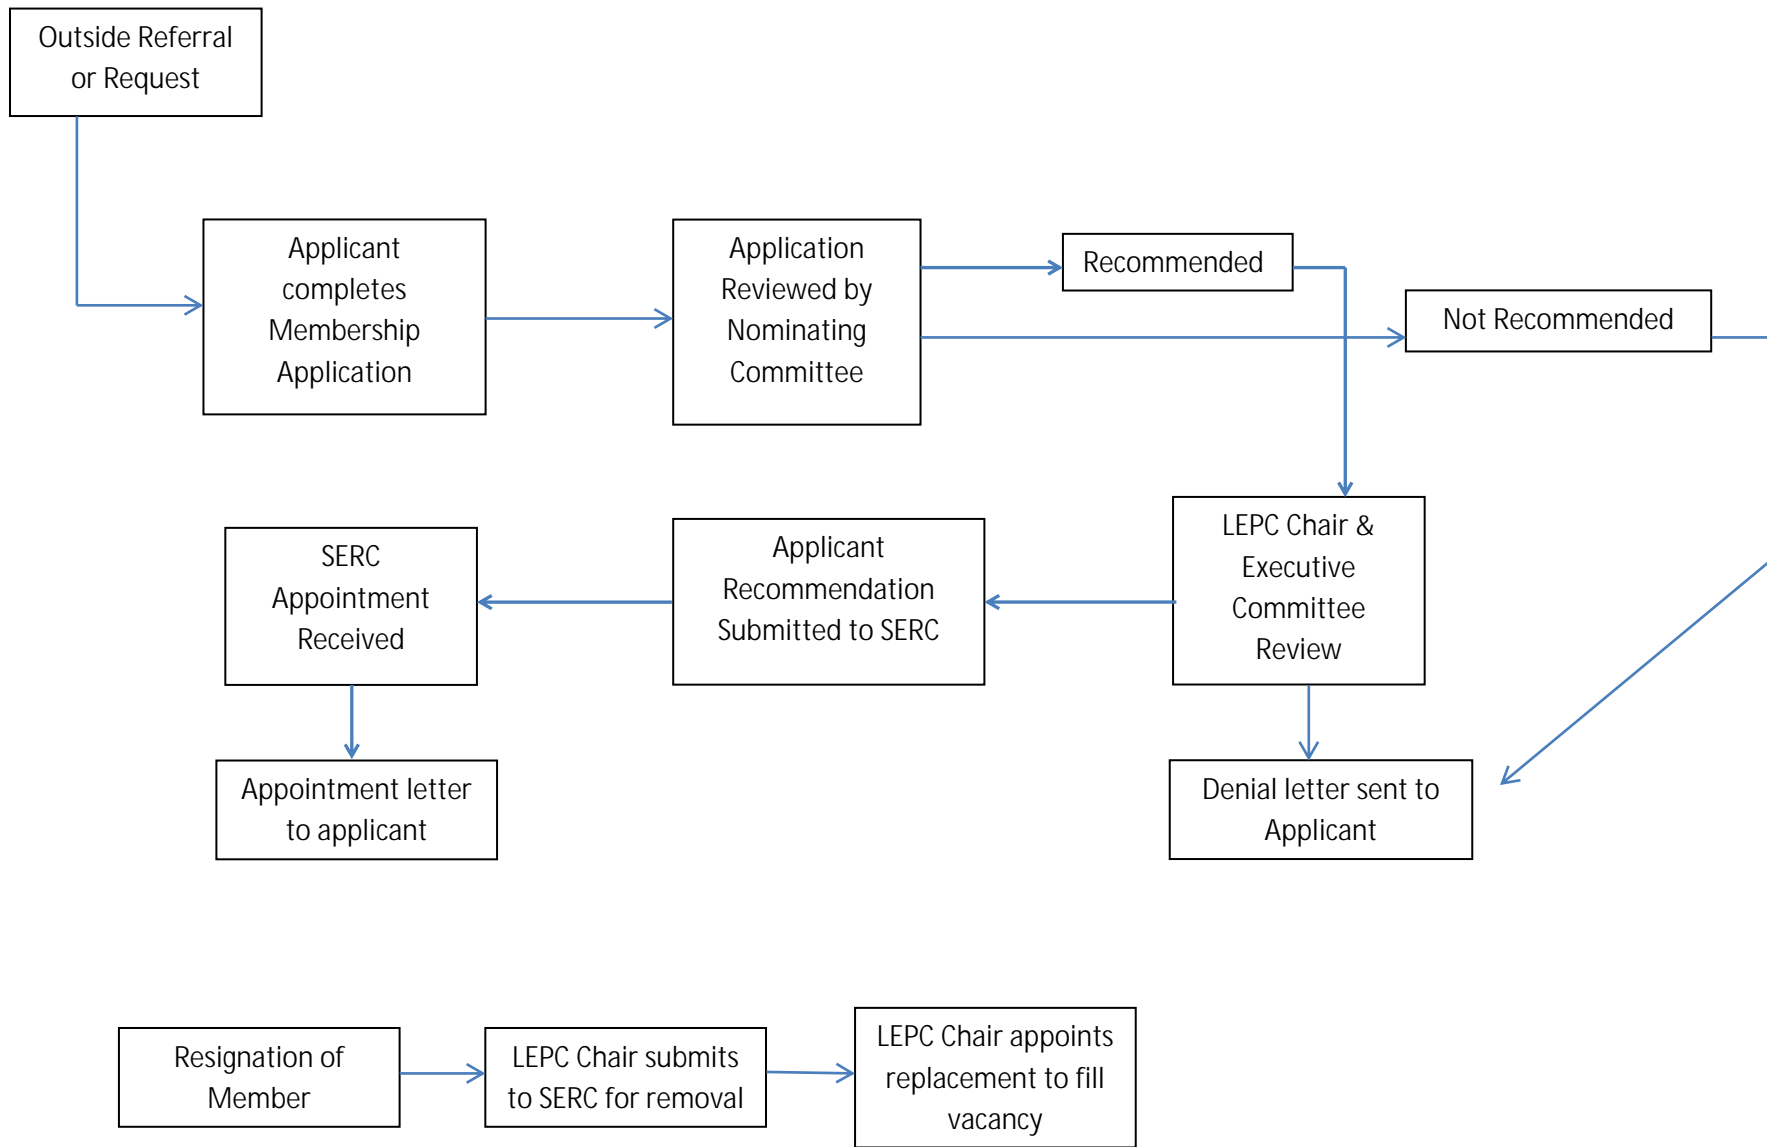 Outside Referral
or Request
Applicant
completes
Membership
Application
Application
Reviewed by
Nominating
Committee
Recommended
Not Recommended
SERC
Appointment
Received
Applicant
Recommendation
Submitted to SERC
LEPC Chair &
Executive
Committee
Review
Appointment letter
to applicant
Denial letter sent to
Applicant
Resignation of
Member
LEPC Chair submits
to SERC for removal
LEPC Chair appoints
replacement to fill
vacancy